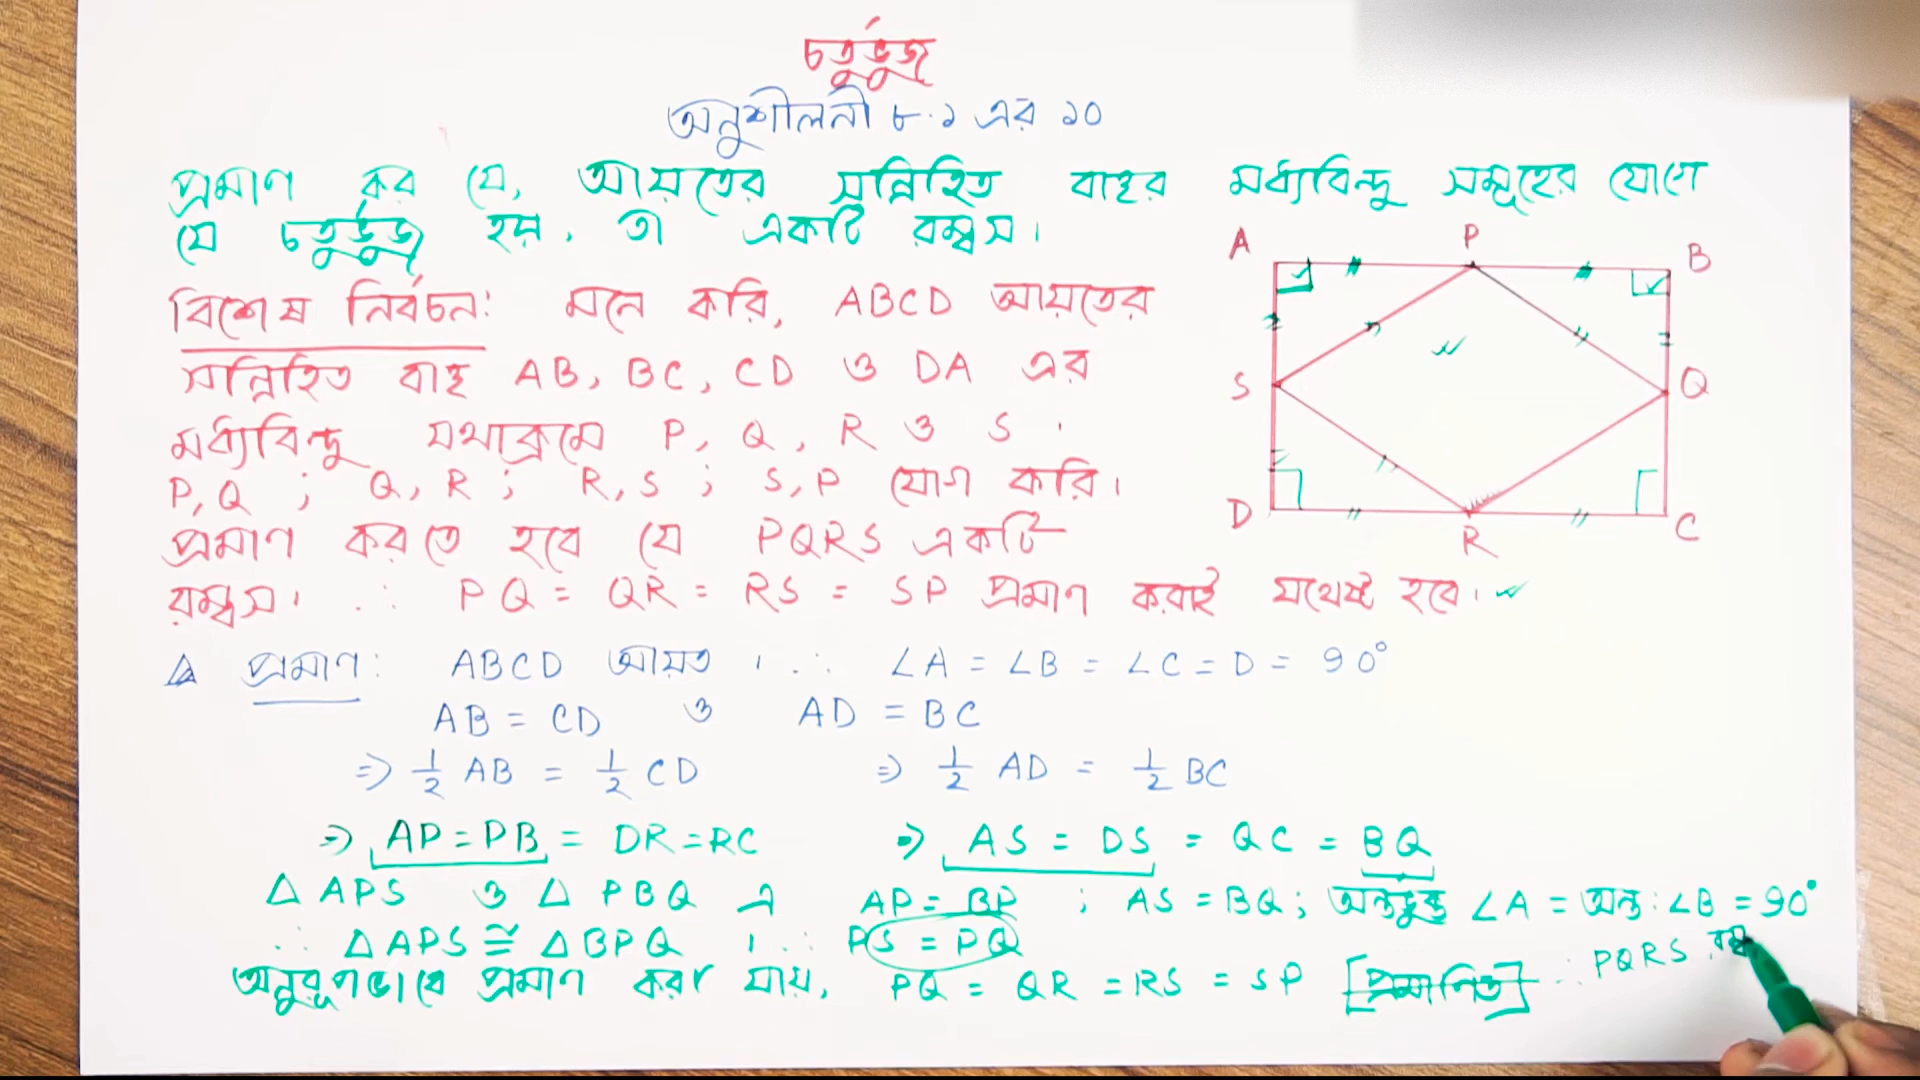 চতুর্ভুজ
অনুশীলনী ৮.১ এর ১০
প্রমাণ কর যে, আয়তের সন্নিহিত বাহুর মধ্যবিন্দু সমূহের যোগে
যে চতুর্ভুজ হয়, তা একটি রম্বস।
A P B
বিশেষ নির্বচন: মনে করি, ABCD আয়তের
সন্নিহিত বাহু AB, BC, CD ও DA এর
S Q
মধ্যবিন্দু যথাক্রমে P, Q, R ও S.
P,Q ; Q,R ; R,S ; S,P যোগ করি।
D R C
প্রমাণ করতে হবে যে PQRS একটি
রম্বস। ∴ PQ = QR = RS = SP প্রমাণ করাই যথেষ্ট হবে।
প্রমাণ: ABCD আয়ত । ∴ ∠A = ∠B = ∠C = D = 90°
AB = CD ও AD = BC
⇒ 1/2 AB = 1/2 CD ⇒ 1/2 AD = 1/2 BC
⇒ AP = PB = DR = RC ⇒ AS = DS = QC = BQ
△ APS ও △ PBQ এ AP = BP ; AS = BQ ; অন্তর্ভুক্ত ∠A = অন্ত: ∠B = 90°
∴ △APS ≅ △BPQ । ∴ PS = PQ
অনুরূপভাবে প্রমাণ করা যায়, PQ = QR = RS = SP [প্রমাণিত] ∴ PQRS